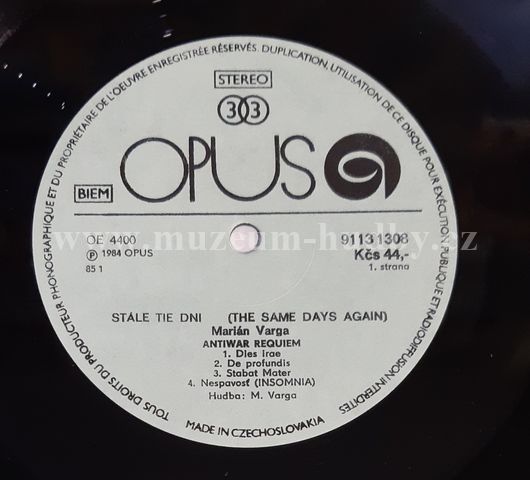 TOUS DROITS DU PRODUCTEUR PHONOGRAPHIQUE ET DU PROPRIÉTAIRE DE L'OEUVRE ENREGISTRÉE RÉSERVÉS. DUPLICATION, UTILISATION DE CE DISQUE POUR EXÉCUTION PUBLIQUE ET RADIODIFFUSION INTERDITES
STEREO
33
OPUS
BIEM
OE 4400
℗ 1984 OPUS
85 1
9113 1308
Kčs 44,-
1. strana
www.muzeum-hudby.cz
STÁLE TIE DNI (THE SAME DAYS AGAIN)
Marián Varga
ANTIWAR REQUIEM
1. Dies irae
2. De profundis
3. Stabat Mater
4. Nespavosť (INSOMNIA)
Hudba: M. Varga
MADE IN CZECHOSLOVAKIA